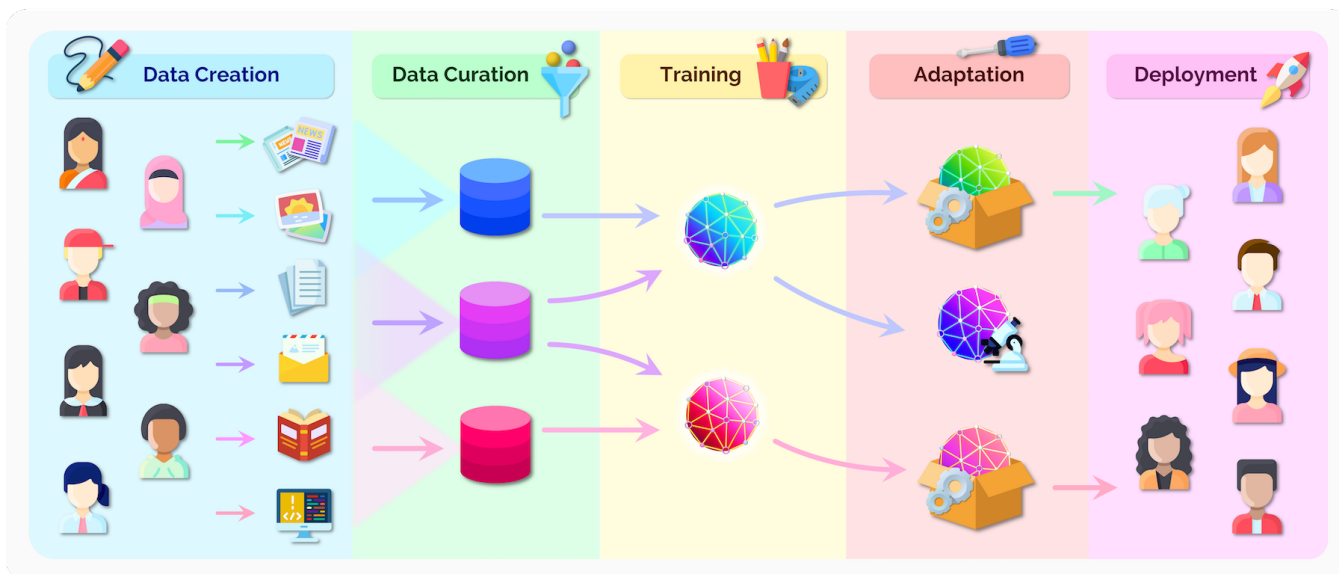 Data Creation
Data Curation
Training
Adaptation
Deployment
NEWS